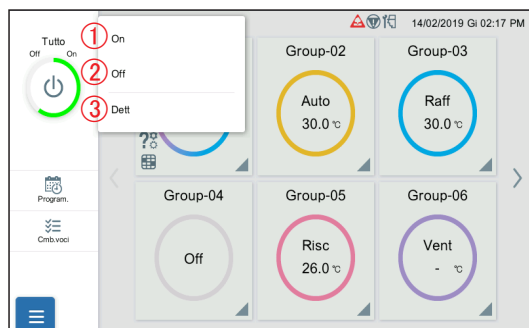 14/02/2019 Gi 02:17 PM
Tutto
Off On
① On
② Off
③ Dett
Group-02
Auto
30.0 ℃
Group-03
Raff
30.0 ℃
Program.
Cmb.voci
Group-04
Off
Group-05
Risc
26.0 ℃
Group-06
Vent
- ℃